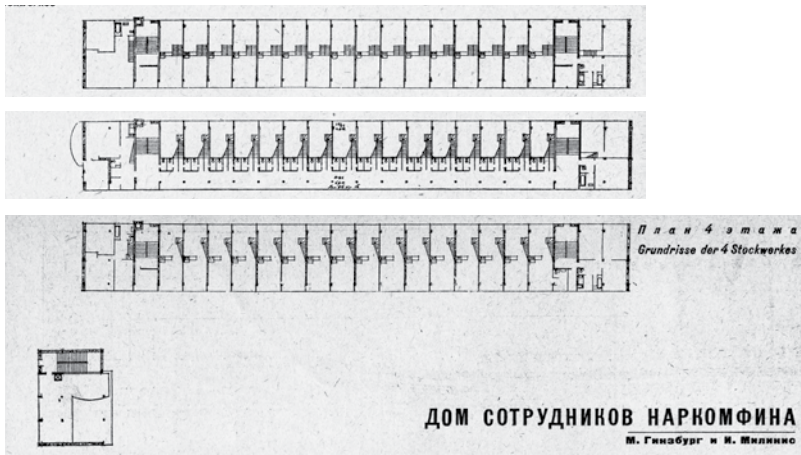 План 4 этажа
Grundrisse der 4 Stockwerkes
ДОМ СОТРУДНИКОВ НАРКОМФИНА
М. Гинзбург и И. Милинис